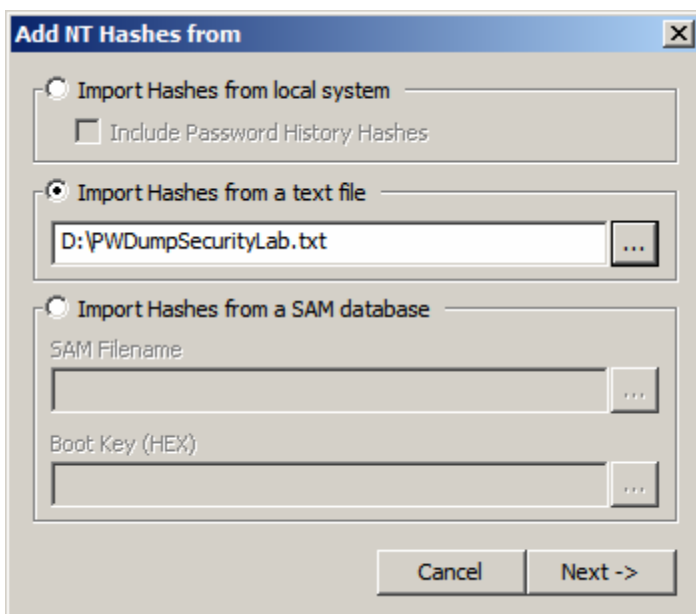 Add NT Hashes from
Import Hashes from local system
Include Password History Hashes
Import Hashes from a text file
D:\PWDumpSecurityLab.txt
...
Import Hashes from a SAM database
SAM Filename
...
Boot Key (HEX)
...
Cancel
Next ->